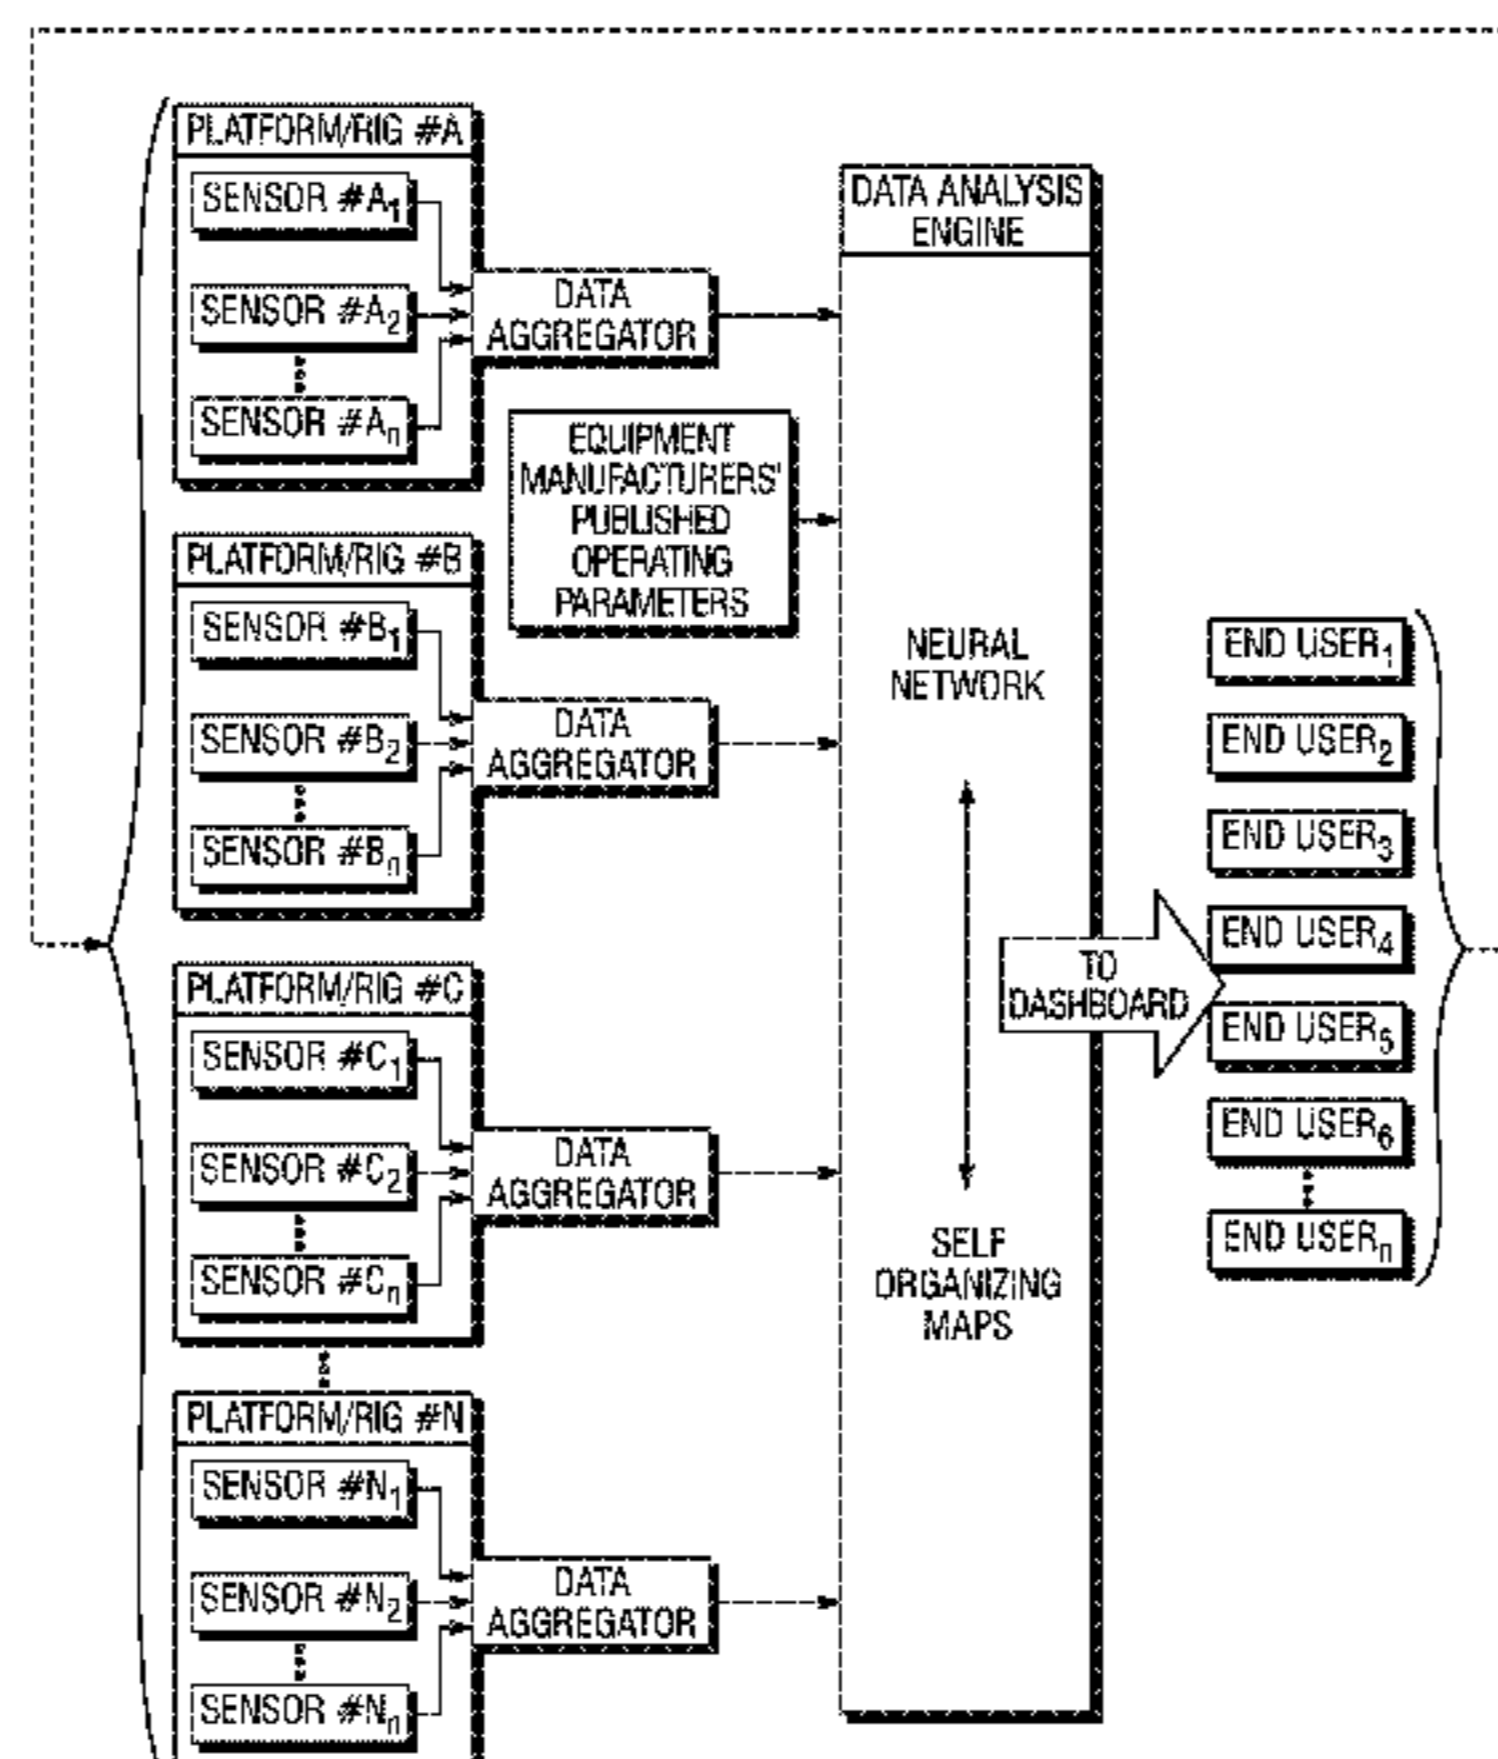 PLATFORM/RIG #A
SENSOR #A1
SENSOR #A2
SENSOR #An
DATA
AGGREGATOR
EQUIPMENT
MANUFACTURERS'
PUBLISHED
OPERATING
PARAMETERS
PLATFORM/RIG #B
SENSOR #B1
SENSOR #B2
SENSOR #Bn
DATA
AGGREGATOR
PLATFORM/RIG #C
SENSOR #C1
SENSOR #C2
SENSOR #Cn
DATA
AGGREGATOR
PLATFORM/RIG #N
SENSOR #N1
SENSOR #N2
SENSOR #Nn
DATA
AGGREGATOR
DATA ANALYSIS
ENGINE
NEURAL
NETWORK
SELF
ORGANIZING
MAPS
TO
DASHBOARD
END USER1
END USER2
END USER3
END USER4
END USER5
END USER6
END USERn